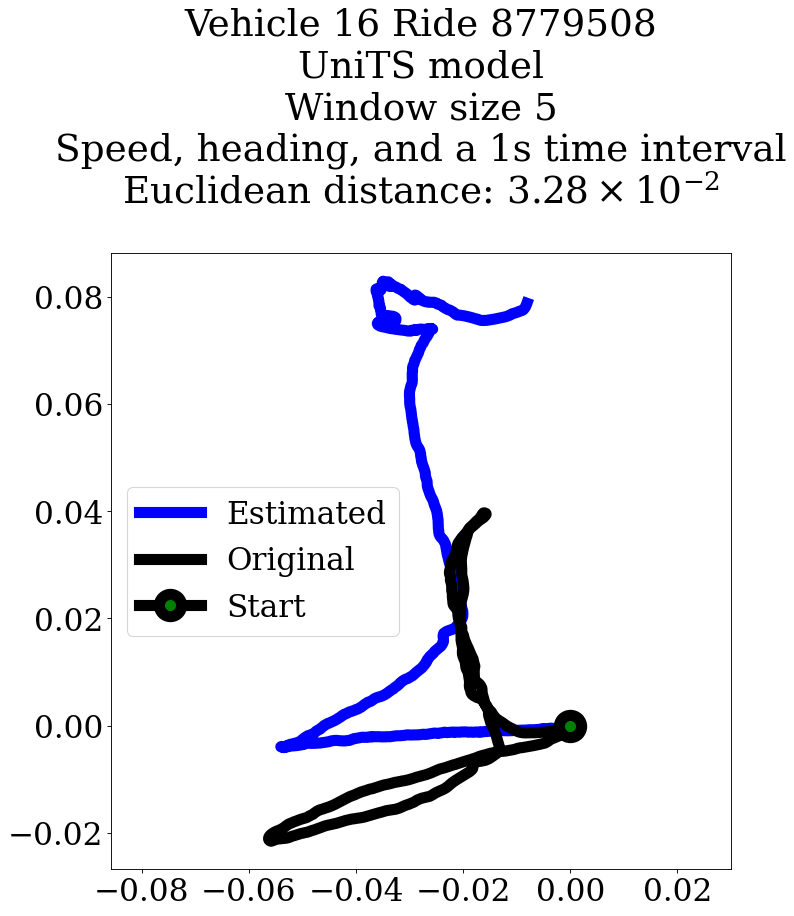 Vehicle 16 Ride 8779508
UniTS model
Window size 5
Speed, heading, and a 1s time interval
Euclidean distance: 3.28 × 10⁻²
0.08
0.06
0.04
0.02
0.00
−0.02
Estimated
Original
Start
−0.08 −0.06 −0.04 −0.02 0.00 0.02